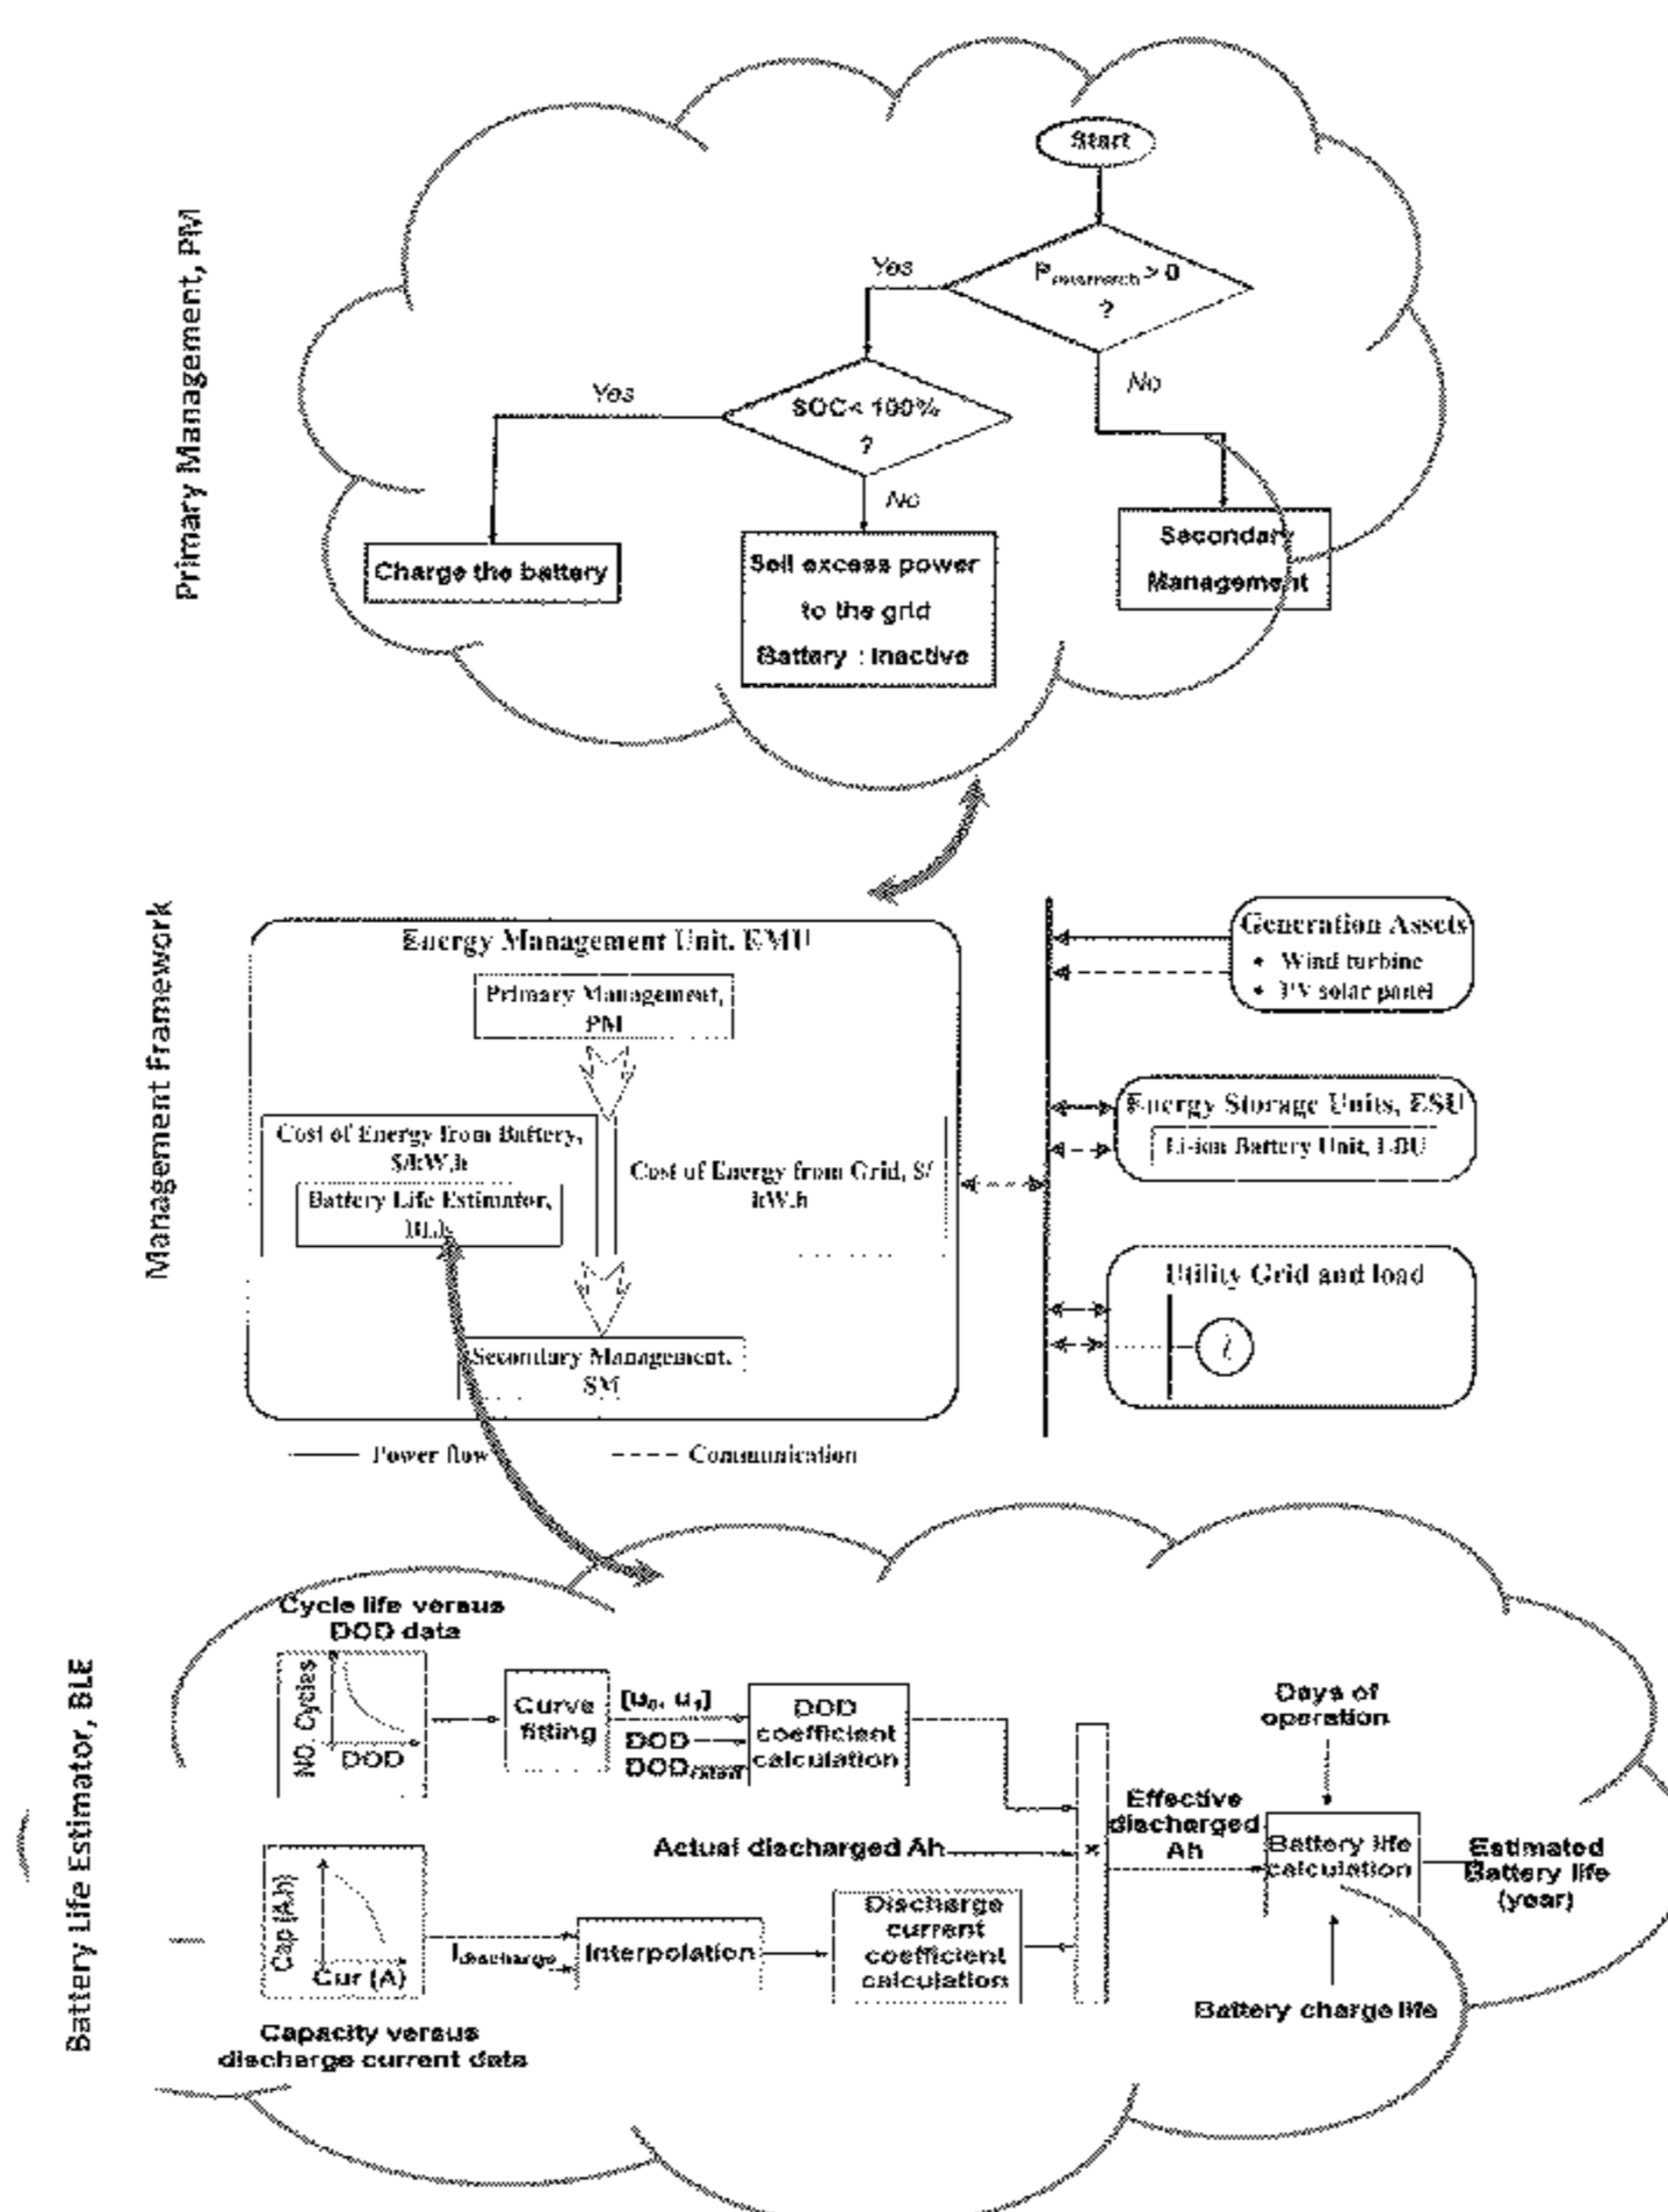 Primary Management, PM
Start
Yes
P_mismatch > 0
?
No
Yes
SOC< 100%
?
No
Charge the battery
Sell excess power
to the grid
Battery : Inactive
Secondary
Management
Management Framework
Energy Management Unit, EMU
Primary Management,
PM
Cost of Energy from Battery,
$/kW.h
Battery Life Estimator,
BLE
Cost of Energy from Grid, $/
kW.h
Secondary Management,
SM
Power flow
Communication
Generation Assets
• Wind turbine
• PV solar panel
Energy Storage Units, ESU
Li-ion Battery Unit, LBU
Utility Grid and load
Battery Life Estimator, BLE
Cycle life versus
DOD data
NO. Cycles
DOD
Curve
fitting
[u₀, u₁]
DOD
DOD
DOD
coefficient
calculation
Days of
operation
Actual discharged Ah
×
Effective
discharged
Ah
Battery life
calculation
Estimated
Battery life
(year)
Cap (A.h)
Cur (A)
I_discharge
Interpolation
Discharge
current
coefficient
calculation
Battery charge life
Capacity versus
discharge current data